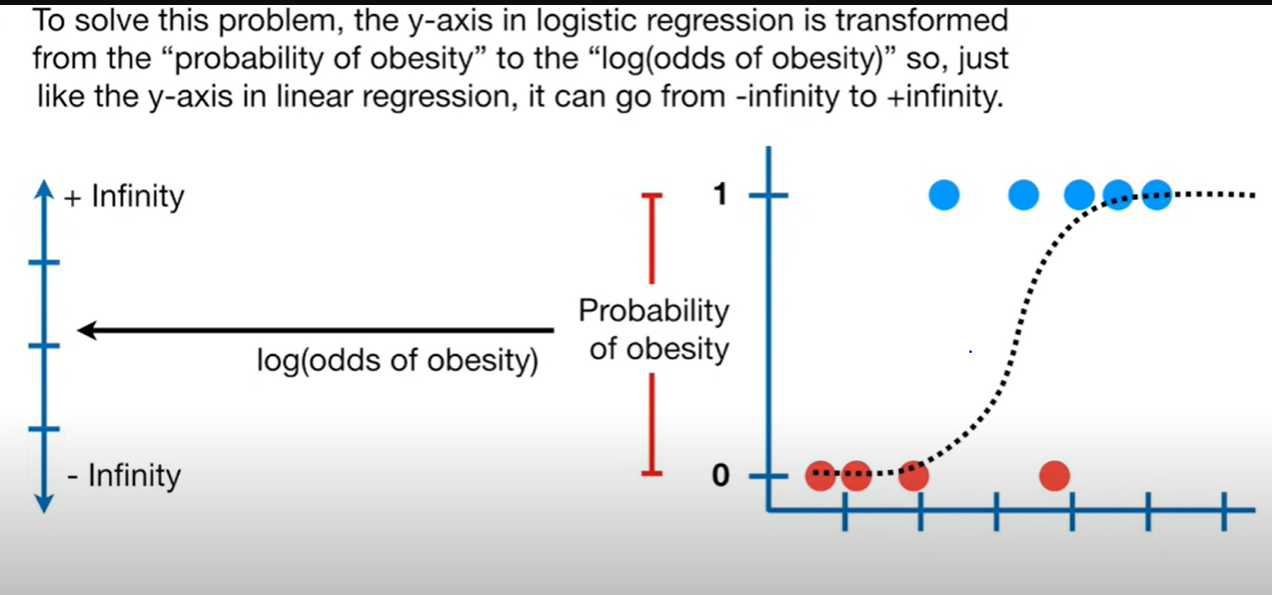 To solve this problem, the y-axis in logistic regression is transformed
from the “probability of obesity” to the “log(odds of obesity)” so, just
like the y-axis in linear regression, it can go from -infinity to +infinity.
+ Infinity
log(odds of obesity)
- Infinity
Probability
of obesity
1
0